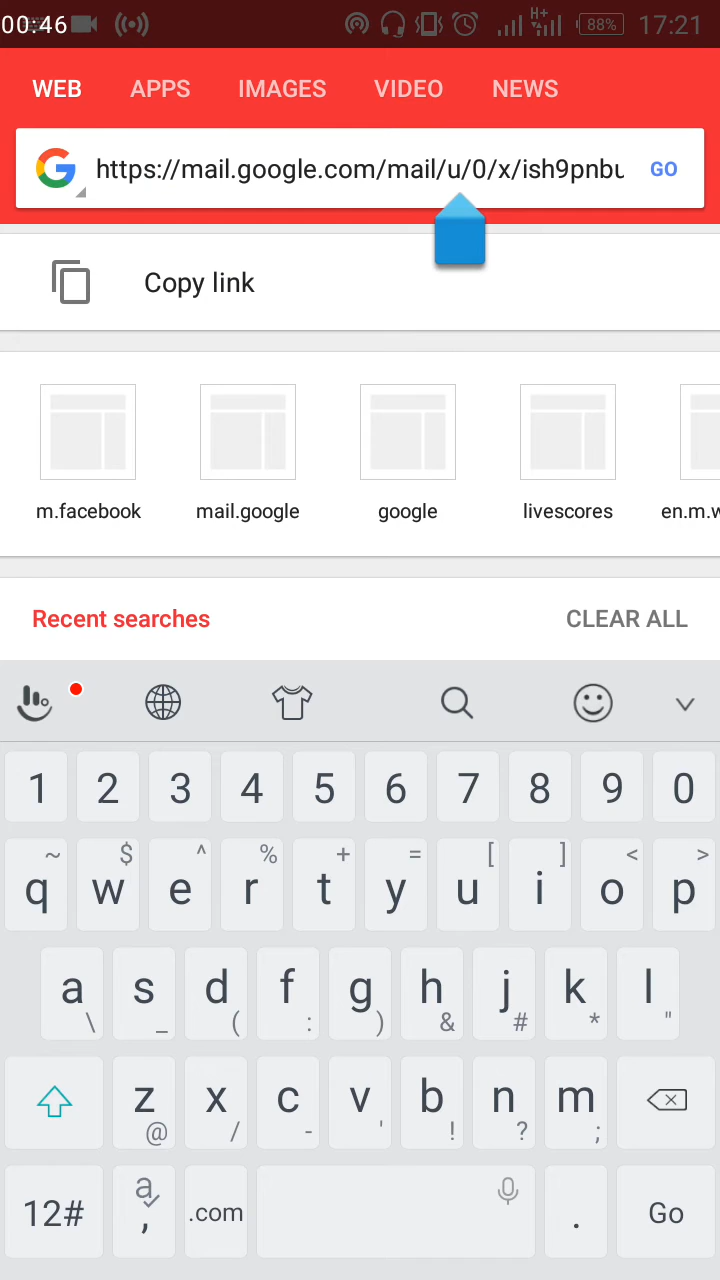 00:46 H+ 88% 17:21
WEB APPS IMAGES VIDEO NEWS
https://mail.google.com/mail/u/0/x/ish9pnbu GO
Copy link
m.facebook mail.google google livescores en.m.w
Recent searches CLEAR ALL
1 2 3 4 5 6 7 8 9 0
~ $ ^ % + = [ ] < >
q w e r t y u i o p
a s d f g h j k l
\ _ ( : ) & # * "
z x c v b n m
@ / - ' ! ? ;
12# a , .com . Go